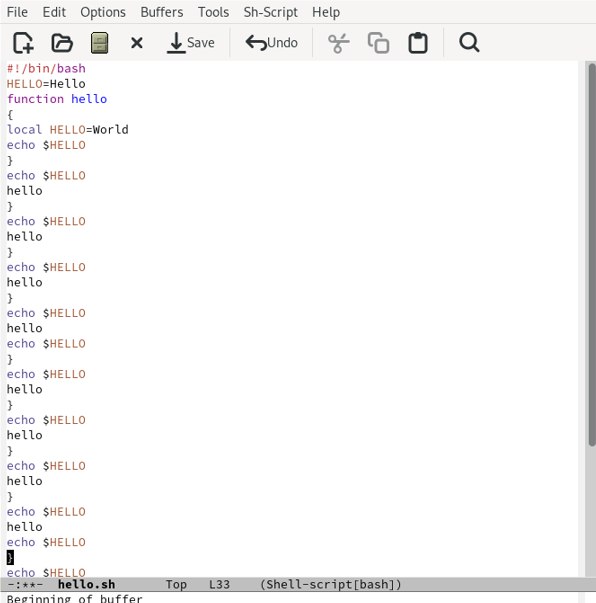 File Edit Options Buffers Tools Sh-Script Help
Save Undo
#!/bin/bash
HELLO=Hello
function hello
{
local HELLO=World
echo $HELLO
}
echo $HELLO
hello
}
echo $HELLO
hello
}
echo $HELLO
hello
}
echo $HELLO
hello
echo $HELLO
}
echo $HELLO
hello
}
echo $HELLO
hello
}
echo $HELLO
hello
}
echo $HELLO
hello
echo $HELLO
}
echo $HELLO
-:**- hello.sh Top L33 (Shell-script[bash])
Beginning of buffer